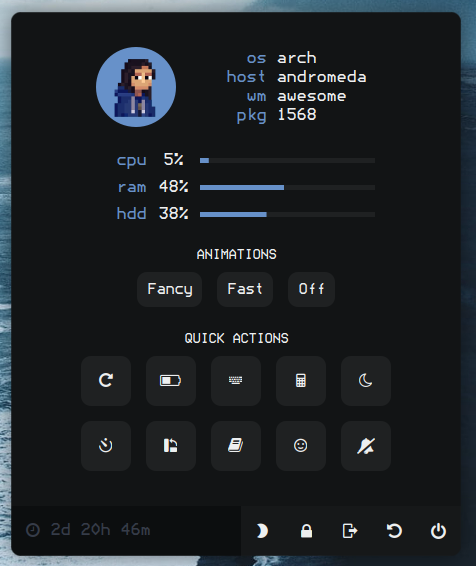 os arch
host andromeda
wm awesome
pkg 1568
cpu 5%
ram 48%
hdd 38%
ANIMATIONS
Fancy Fast Off
QUICK ACTIONS
2d 20h 46m